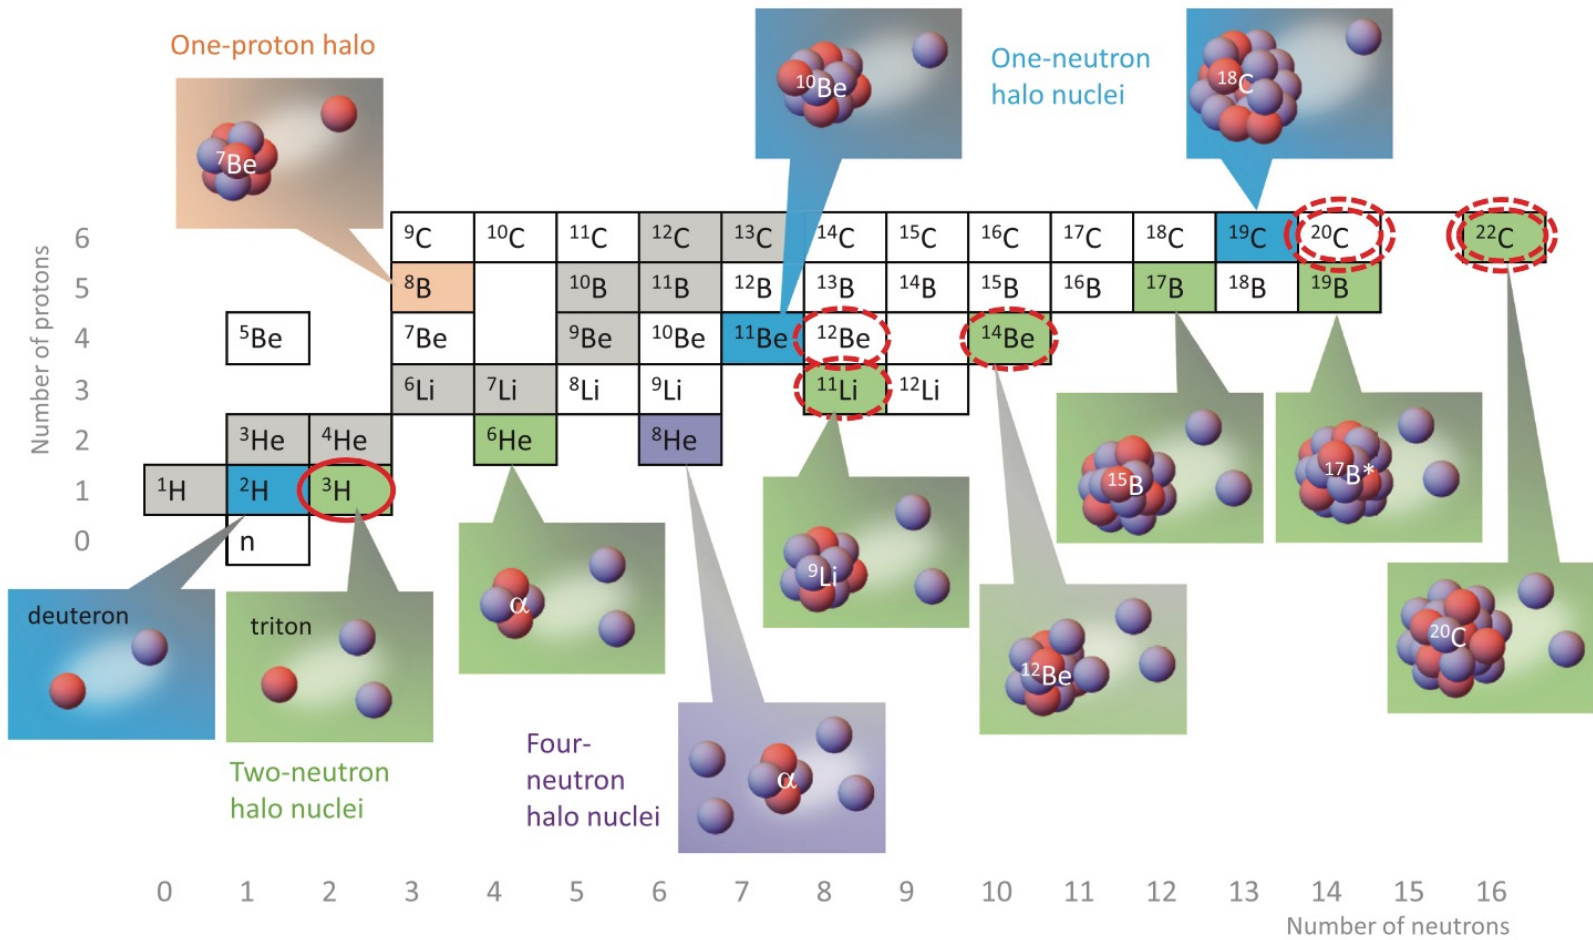 One-proton halo
⁷Be
¹⁰Be
One-neutron
halo nuclei
¹⁸C
Number of protons
6
⁹C ¹⁰C ¹¹C ¹²C ¹³C ¹⁴C ¹⁵C ¹⁶C ¹⁷C ¹⁸C ¹⁹C ²⁰C ²²C
5
⁸B ¹⁰B ¹¹B ¹²B ¹³B ¹⁴B ¹⁵B ¹⁶B ¹⁷B ¹⁸B ¹⁹B
4
⁵Be ⁷Be ⁹Be ¹⁰Be ¹¹Be ¹²Be ¹⁴Be
3
⁶Li ⁷Li ⁸Li ⁹Li ¹¹Li ¹²Li
2
³He ⁴He ⁶He ⁸He
1
¹H ²H ³H
0
n
deuteron
triton
α
⁹Li
¹⁵B
¹⁷B*
¹²Be
²⁰C
Two-neutron
halo nuclei
Four-
neutron
halo nuclei
α
0 1 2 3 4 5 6 7 8 9 10 11 12 13 14 15 16
Number of neutrons